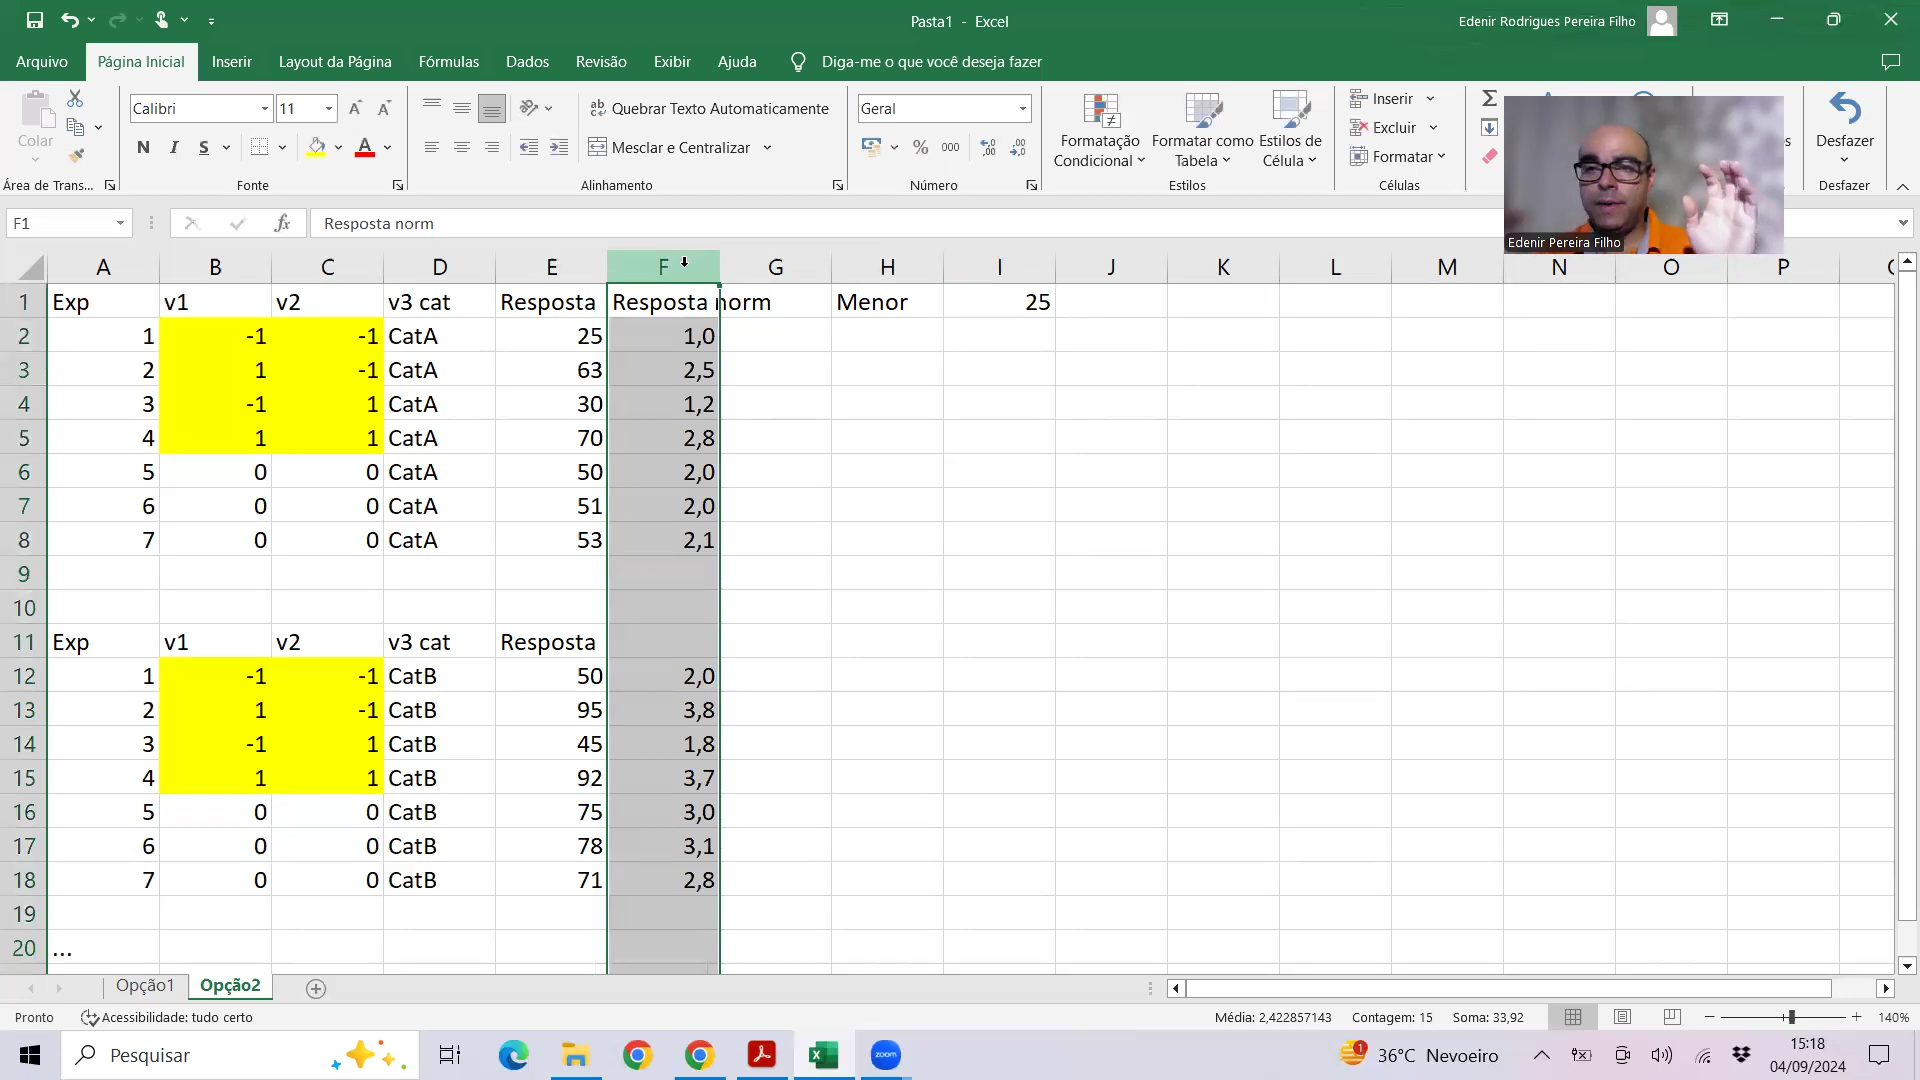 Pasta1 - Excel
Edenir Rodrigues Pereira Filho
Arquivo
Página Inicial
Inserir
Layout da Página
Fórmulas
Dados
Revisão
Exibir
Ajuda
Diga-me o que você deseja fazer
Colar
Calibri
11
N I S
Quebrar Texto Automaticamente
Mesclar e Centralizar
Geral
% 000
Formatação Condicional
Formatar como Tabela
Estilos de Célula
Inserir
Excluir
Formatar
Desfazer
Área de Trans...
Fonte
Alinhamento
Número
Estilos
Células
Desfazer
Edenir Pereira Filho
F1
fx
Resposta norm
A B C D E F G H I J K L M N O P
1 Exp v1 v2 v3 cat Resposta Resposta norm Menor 25
2 1 -1 -1 CatA 25 1,0
3 2 1 -1 CatA 63 2,5
4 3 -1 1 CatA 30 1,2
5 4 1 1 CatA 70 2,8
6 5 0 0 CatA 50 2,0
7 6 0 0 CatA 51 2,0
8 7 0 0 CatA 53 2,1
9
10
11 Exp v1 v2 v3 cat Resposta
12 1 -1 -1 CatB 50 2,0
13 2 1 -1 CatB 95 3,8
14 3 -1 1 CatB 45 1,8
15 4 1 1 CatB 92 3,7
16 5 0 0 CatB 75 3,0
17 6 0 0 CatB 78 3,1
18 7 0 0 CatB 71 2,8
19
20 ...
Opção1
Opção2
Pronto
Acessibilidade: tudo certo
Média: 2,422857143
Contagem: 15
Soma: 33,92
140%
Pesquisar
zoom
1
36°C Nevoeiro
15:18
04/09/2024